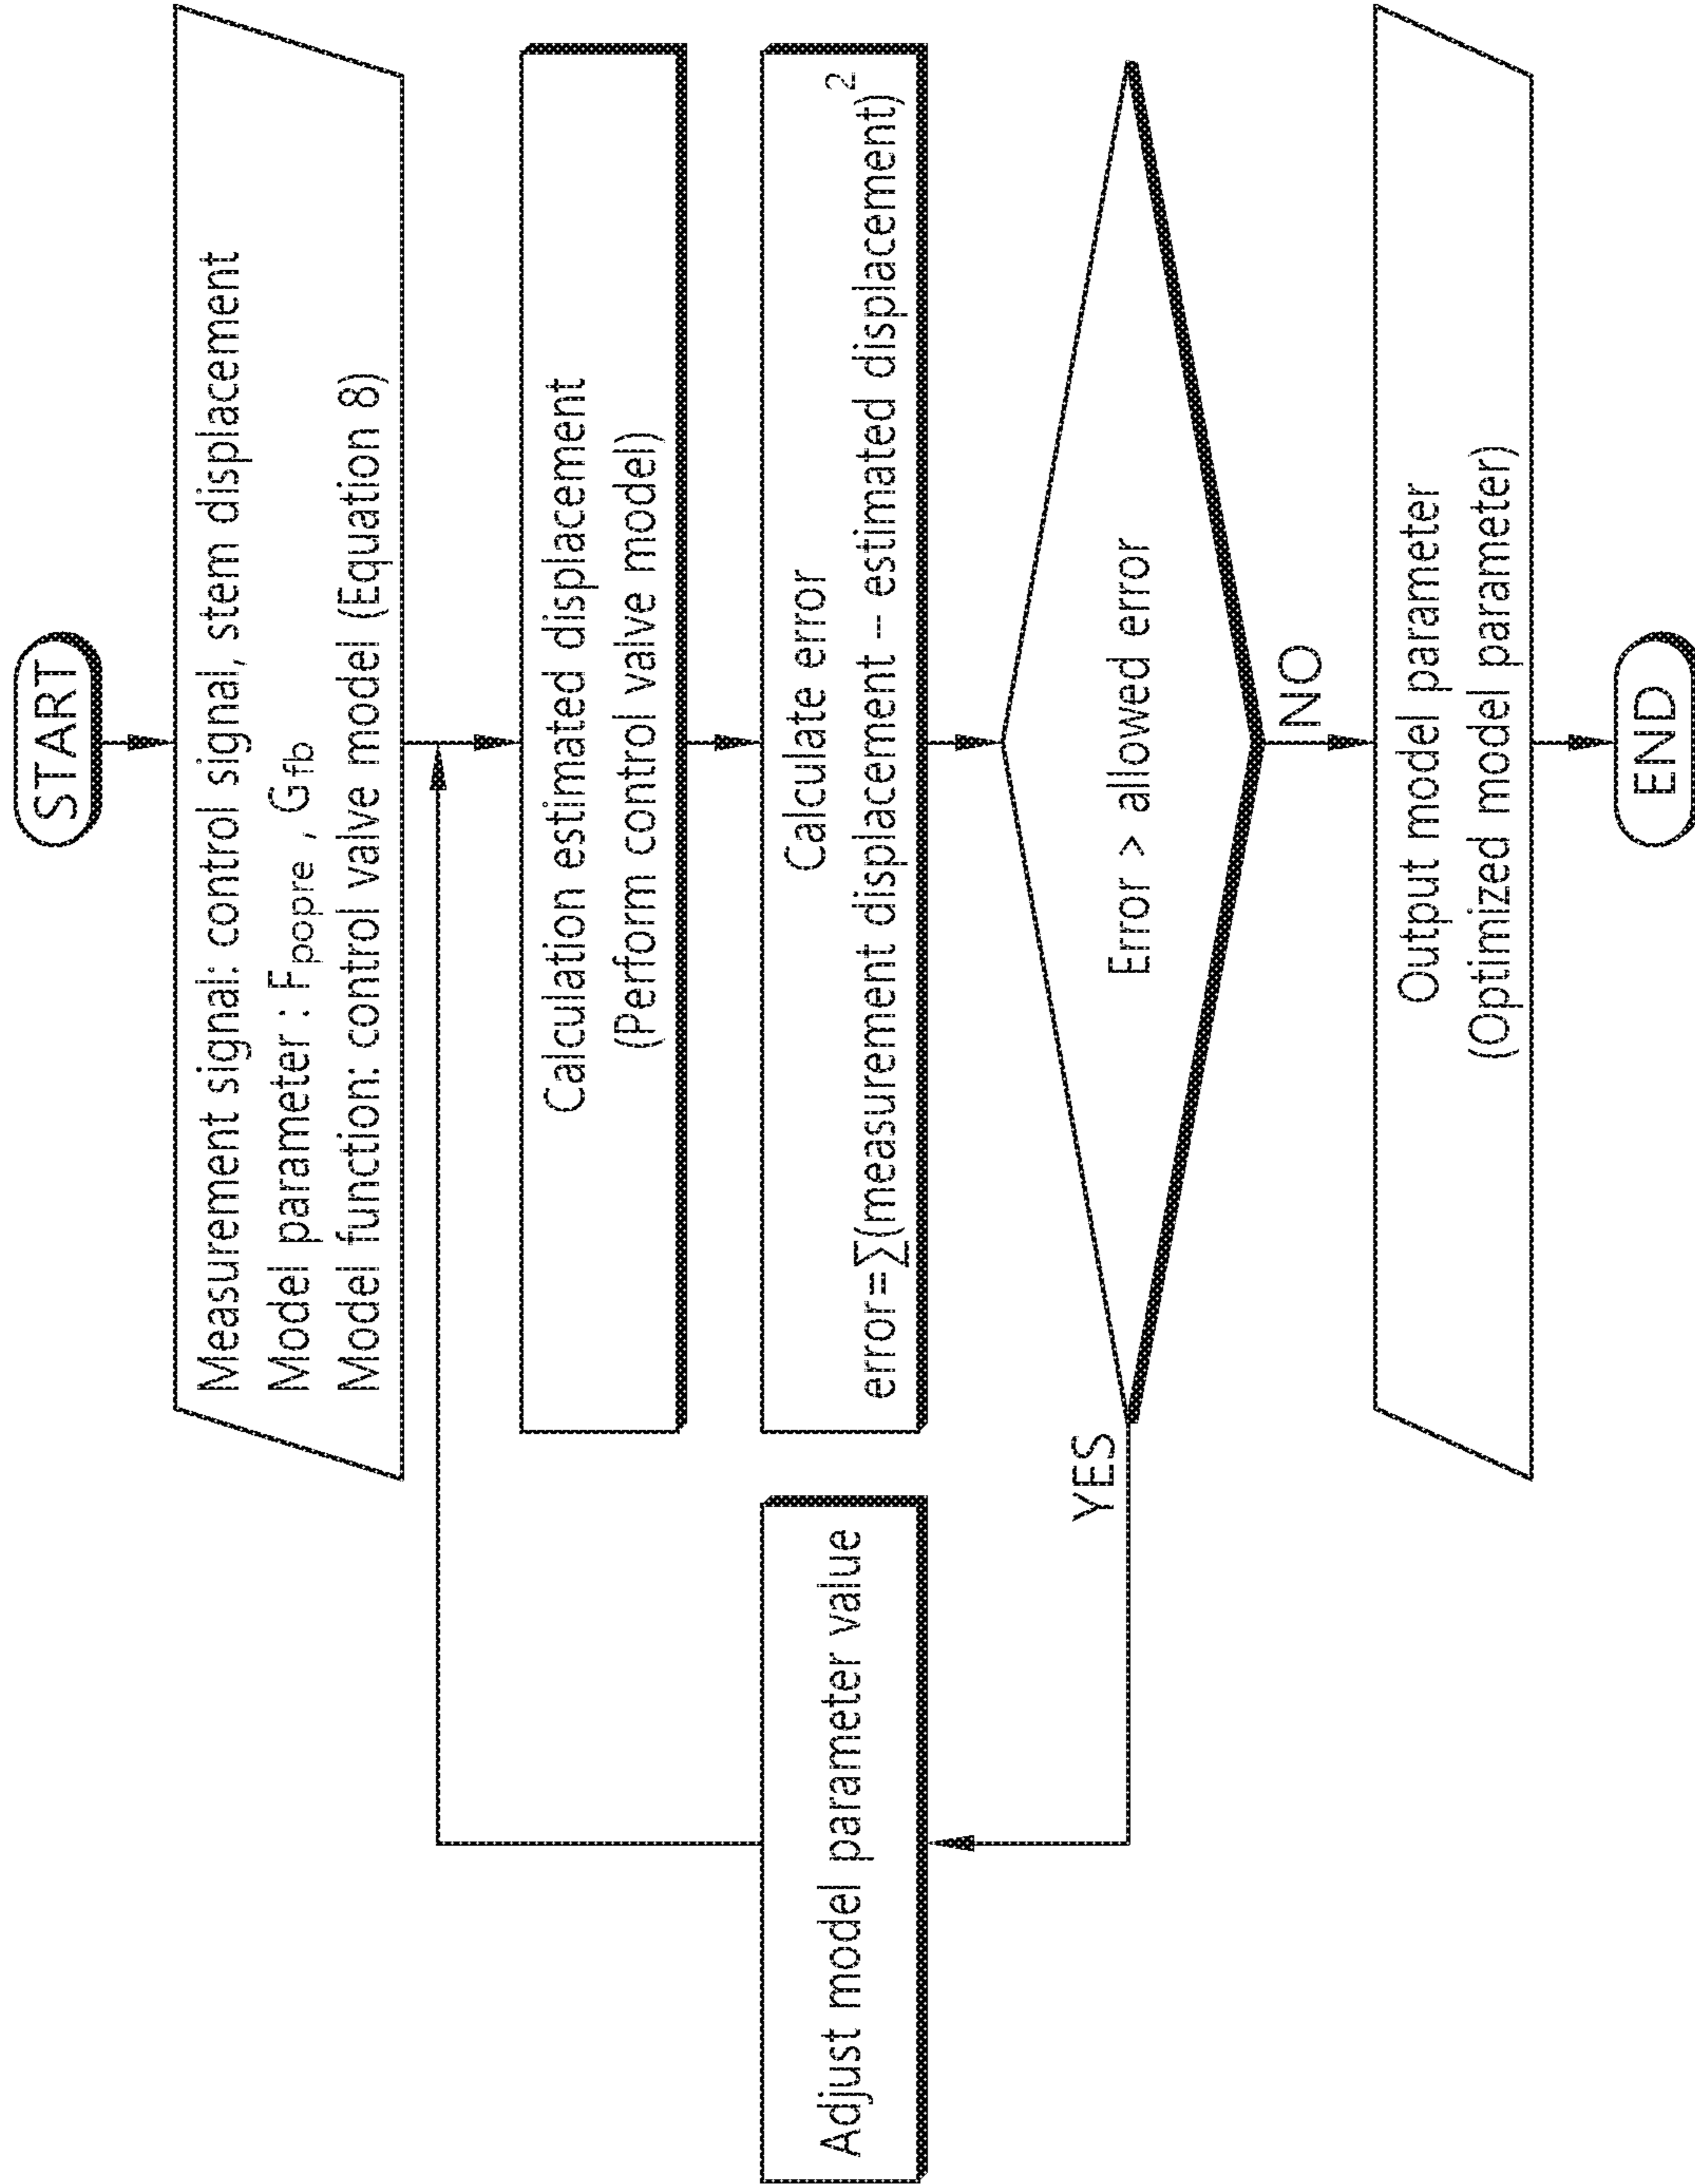 START
Measurement signal: control signal, stem displacement
Model parameter : Fpopre , Gfb
Model function: control valve model (Equation 8)
Calculation estimated displacement
(Perform control valve model)
Calculate error
error=∑(measurement displacement – estimated displacement)²
Adjust model parameter value
Error > allowed error
YES
NO
Output model parameter
(Optimized model parameter)
END